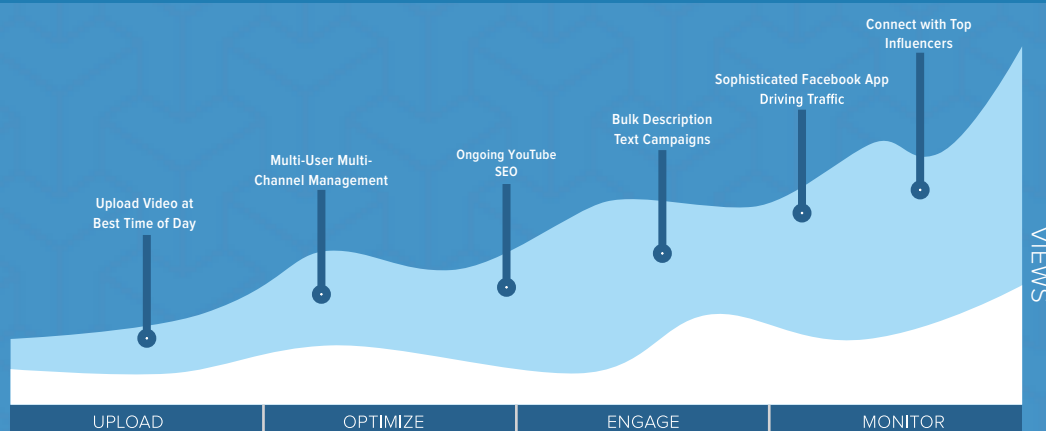 Connect with Top
Influencers
Sophisticated Facebook App
Driving Traffic
Bulk Description
Text Campaigns
Ongoing YouTube
SEO
Multi-User Multi-
Channel Management
Upload Video at
Best Time of Day
VIEWS
UPLOAD
OPTIMIZE
ENGAGE
MONITOR